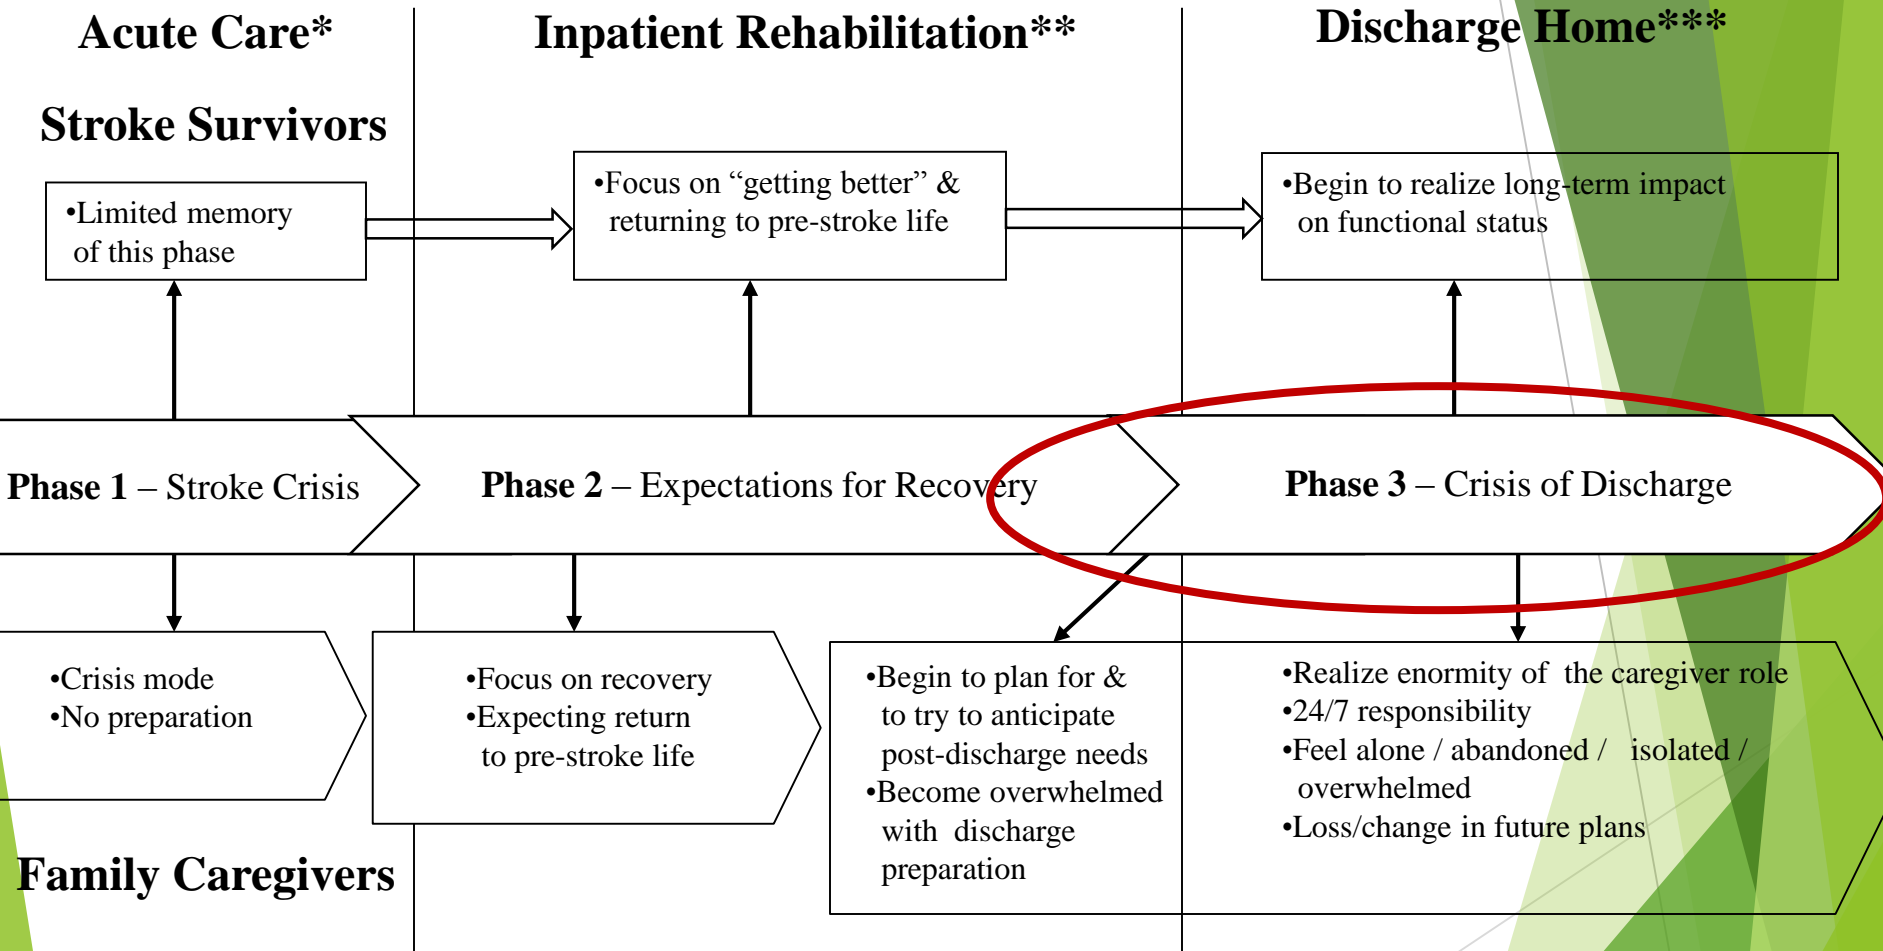 Acute Care*
Inpatient Rehabilitation**
Discharge Home***
Stroke Survivors
•Limited memory
of this phase
•Focus on “getting better” &
returning to pre-stroke life
•Begin to realize long-term impact
on functional status
Phase 1 – Stroke Crisis
Phase 2 – Expectations for Recovery
Phase 3 – Crisis of Discharge
•Crisis mode
•No preparation
•Focus on recovery
•Expecting return
to pre-stroke life
•Begin to plan for &
to try to anticipate
post-discharge needs
•Become overwhelmed
with discharge
preparation
•Realize enormity of the caregiver role
•24/7 responsibility
•Feel alone / abandoned / isolated /
overwhelmed
•Loss/change in future plans
Family Caregivers